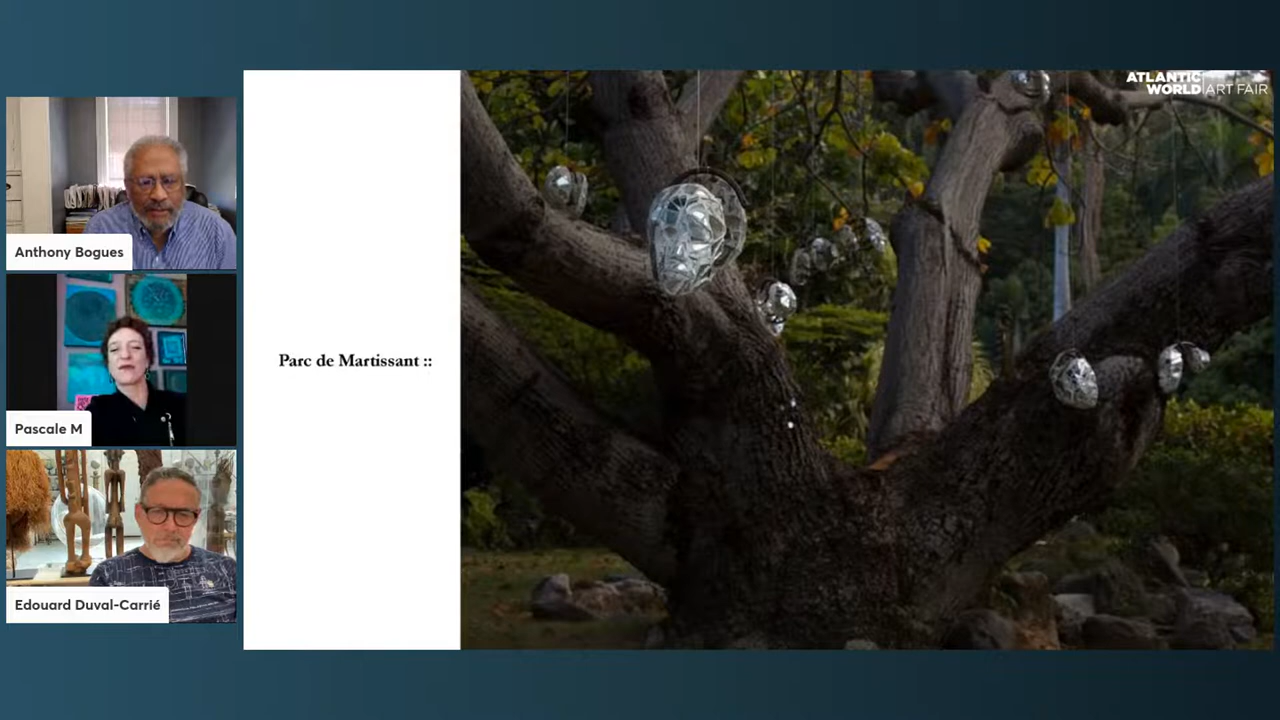 ATLANTIC
WORLD ART FAIR
Anthony Bogues
Parc de Martissant ::
Pascale M
Edouard Duval-Carrié